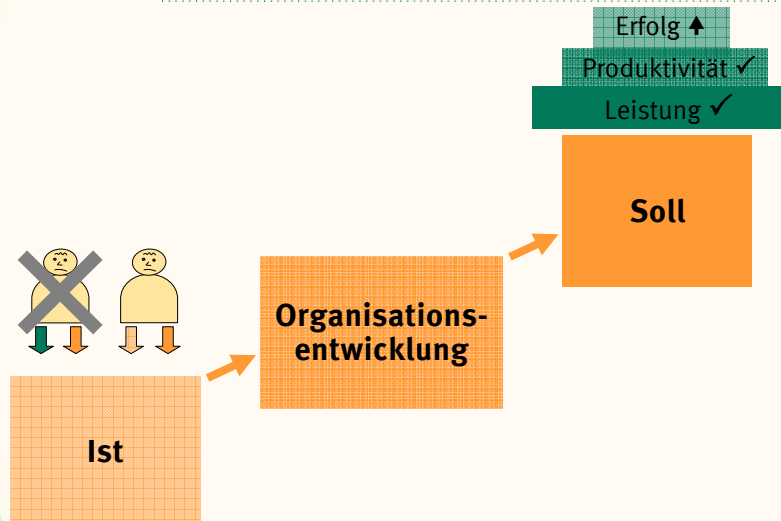 Erfolg
Produktivität ✓
Leistung ✓
Soll
Organisations-
entwicklung
Ist